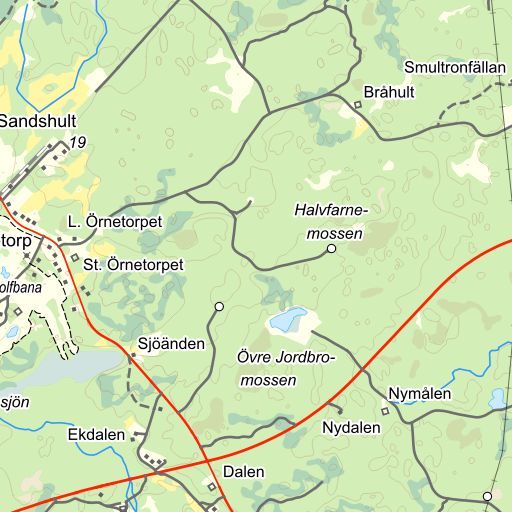 Smultronfällan
Bråhult
Sandshult
19
L. Örnetorpet
Halvfarne-
mossen
torp
St. Örnetorpet
olfbana
Sjöänden
Övre Jordbro-
mossen
sjön
Nymålen
Nydalen
Ekdalen
Dalen